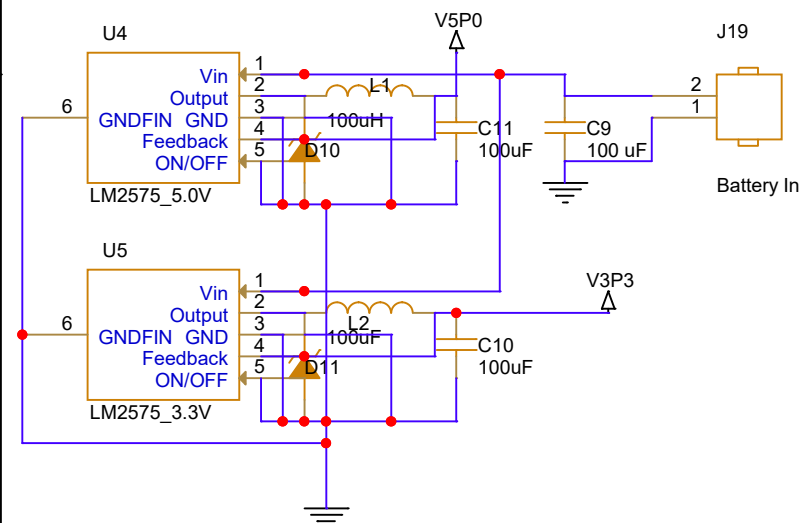 U4
V5P0
J19
Vin
1
Output
2
L1
2
6
GNDFIN GND
3
100uH
1
Feedback
4
D10
C11
100uF
C9
100 uF
ON/OFF
5
LM2575_5.0V
Battery In
U5
V3P3
Vin
1
Output
2
L2
6
GNDFIN GND
3
100uF
Feedback
4
D11
C10
100uF
ON/OFF
5
LM2575_3.3V